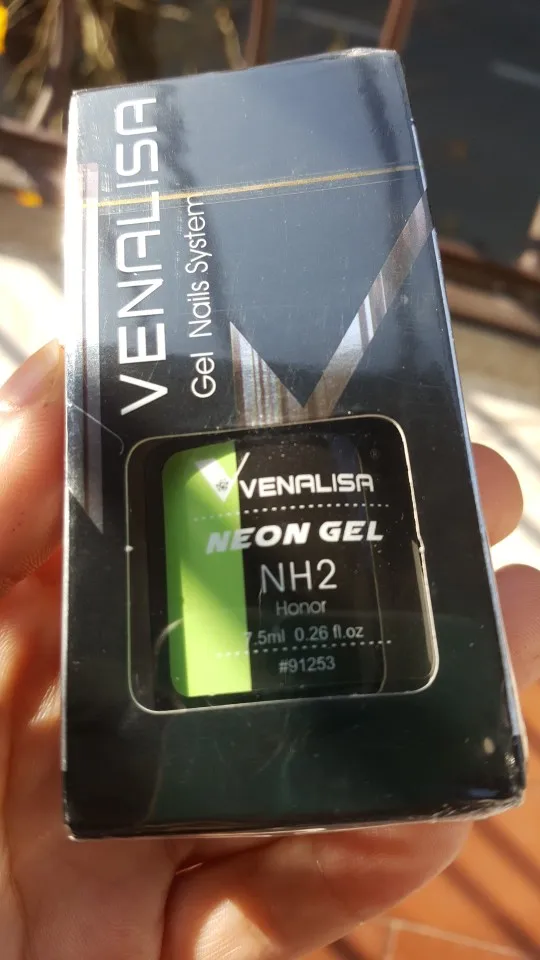 VENALISA
Gel Nails System
VENALISA
NEON GEL
NH2
Honor
7.5ml 0.26 fl.oz
#91253